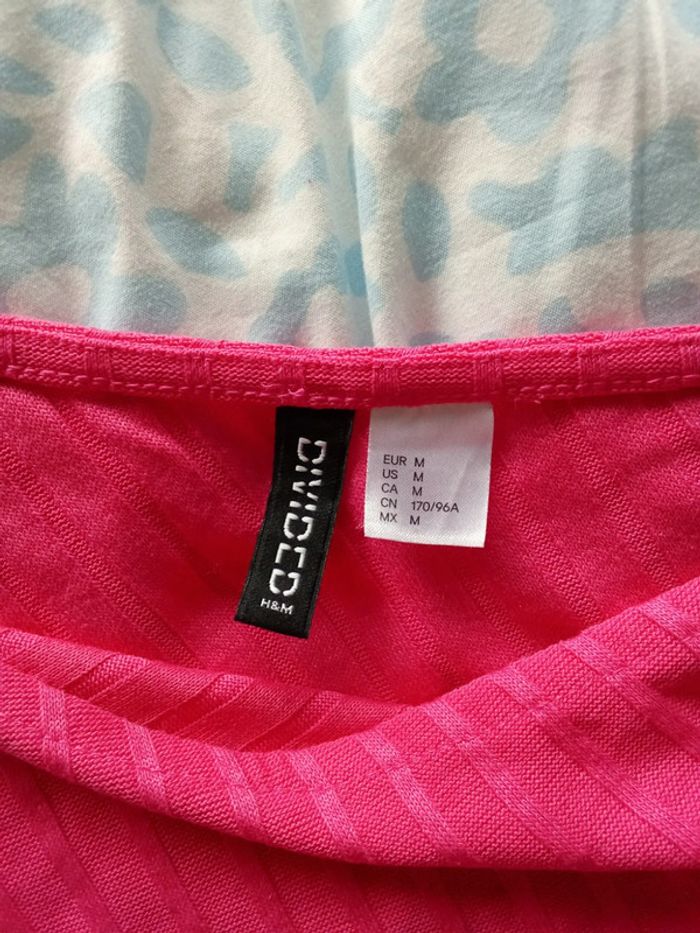 DIVIDED
H&M
EUR M
US M
CA M
CN 170/96A
MX M